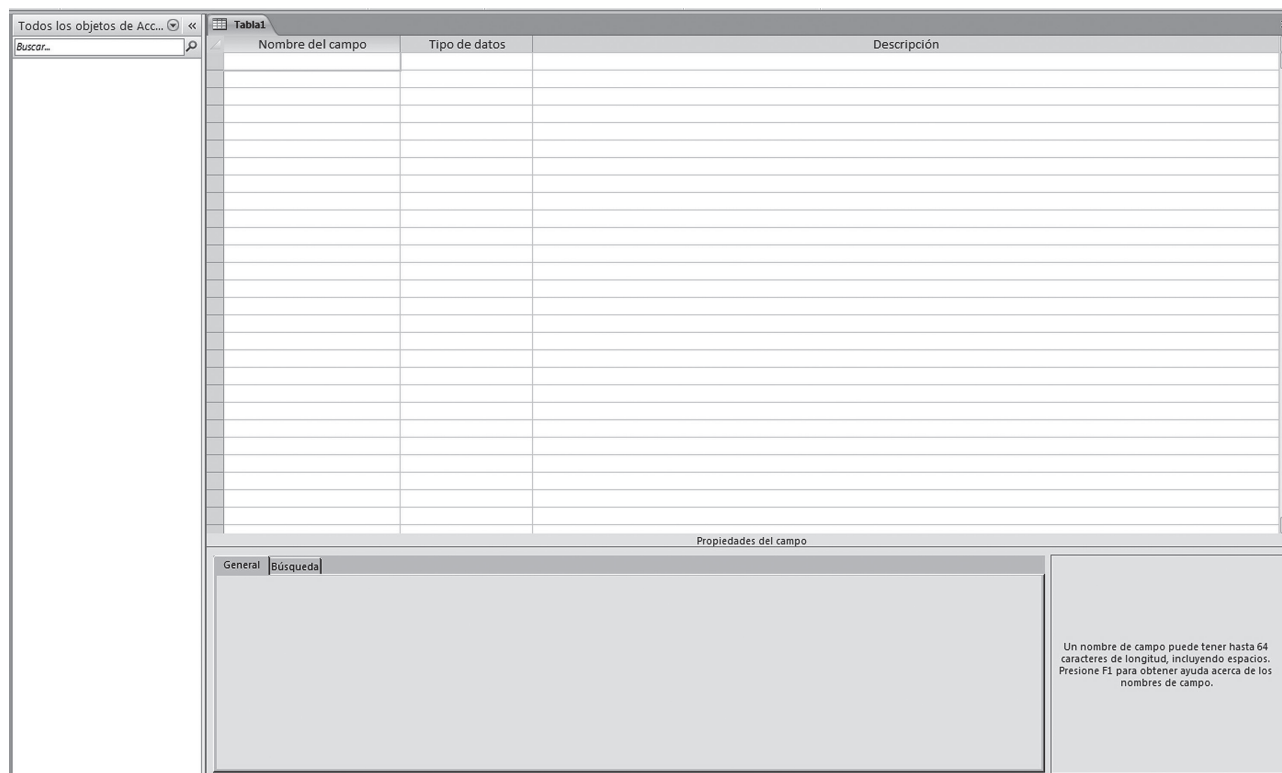 Todos los objetos de Acc... «
Buscar...
Tabla1
Nombre del campo Tipo de datos Descripción
Propiedades del campo
General Búsqueda
Un nombre de campo puede tener hasta 64
caracteres de longitud, incluyendo espacios.
Presione F1 para obtener ayuda acerca de los
nombres de campo.